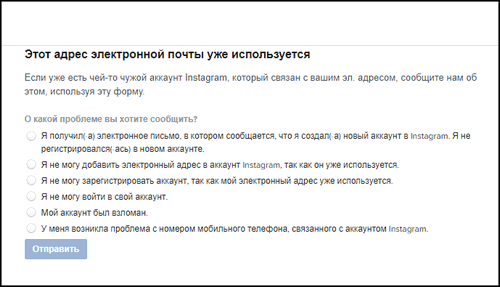 Этот адрес электронной почты уже используется
Если уже есть чей-то чужой аккаунт Instagram, который связан с вашим эл. адресом, сообщите нам об
этом, используя эту форму.
О какой проблеме вы хотите сообщить?
Я получил(-а) электронное письмо, в котором сообщается, что я создал(-а) новый аккаунт в Instagram. Я не
регистрировался(-ась) в новом аккаунте.
Я не могу добавить электронный адрес в аккаунт Instagram, так как он уже используется.
Я не могу зарегистрировать аккаунт, так как мой электронный адрес уже используется.
Я не могу войти в свой аккаунт.
Мой аккаунт был взломан.
У меня возникла проблема с номером мобильного телефона, связанного с аккаунтом Instagram.
Отправить